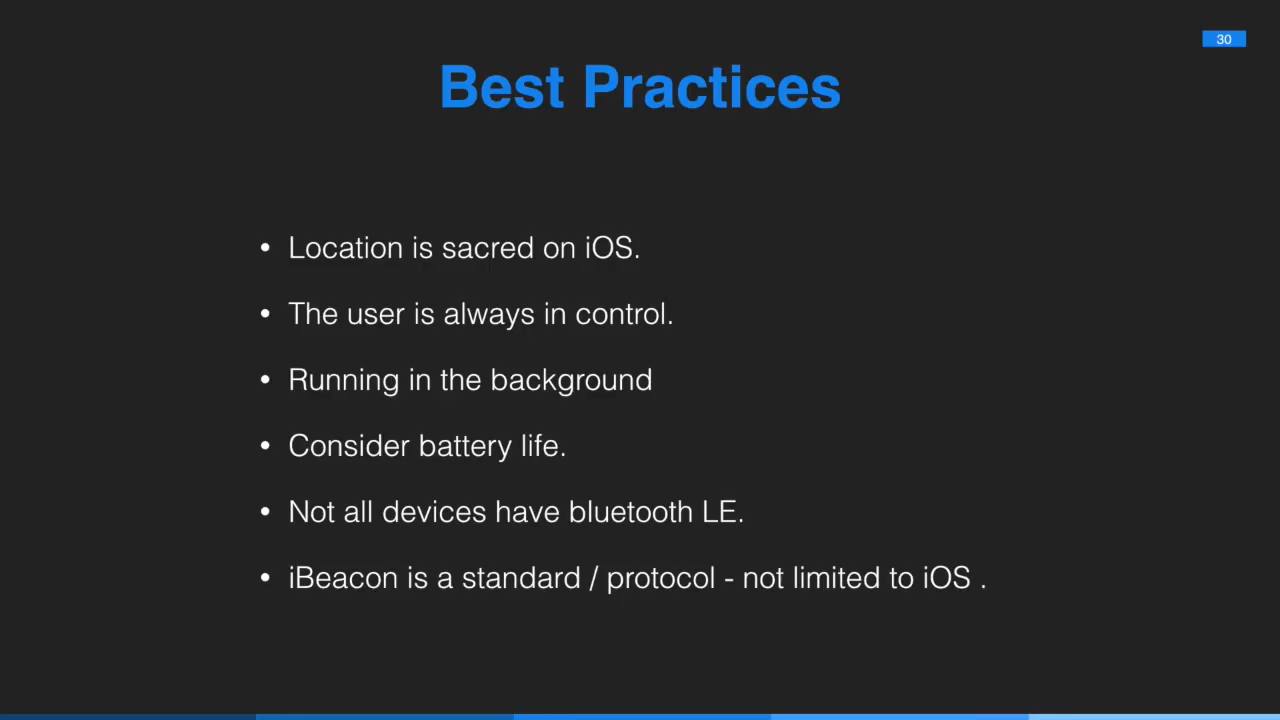 30
Best Practices
• Location is sacred on iOS.
• The user is always in control.
• Running in the background
• Consider battery life.
• Not all devices have bluetooth LE.
• iBeacon is a standard / protocol - not limited to iOS .